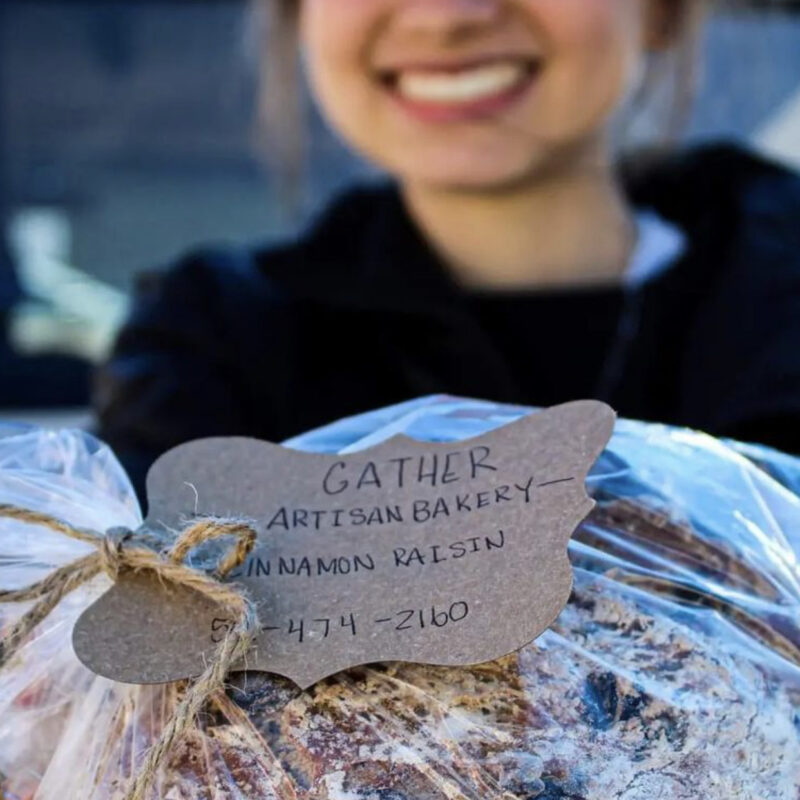 GATHER
ARTISAN BAKERY—
INNAMON RAISIN
-474-2160